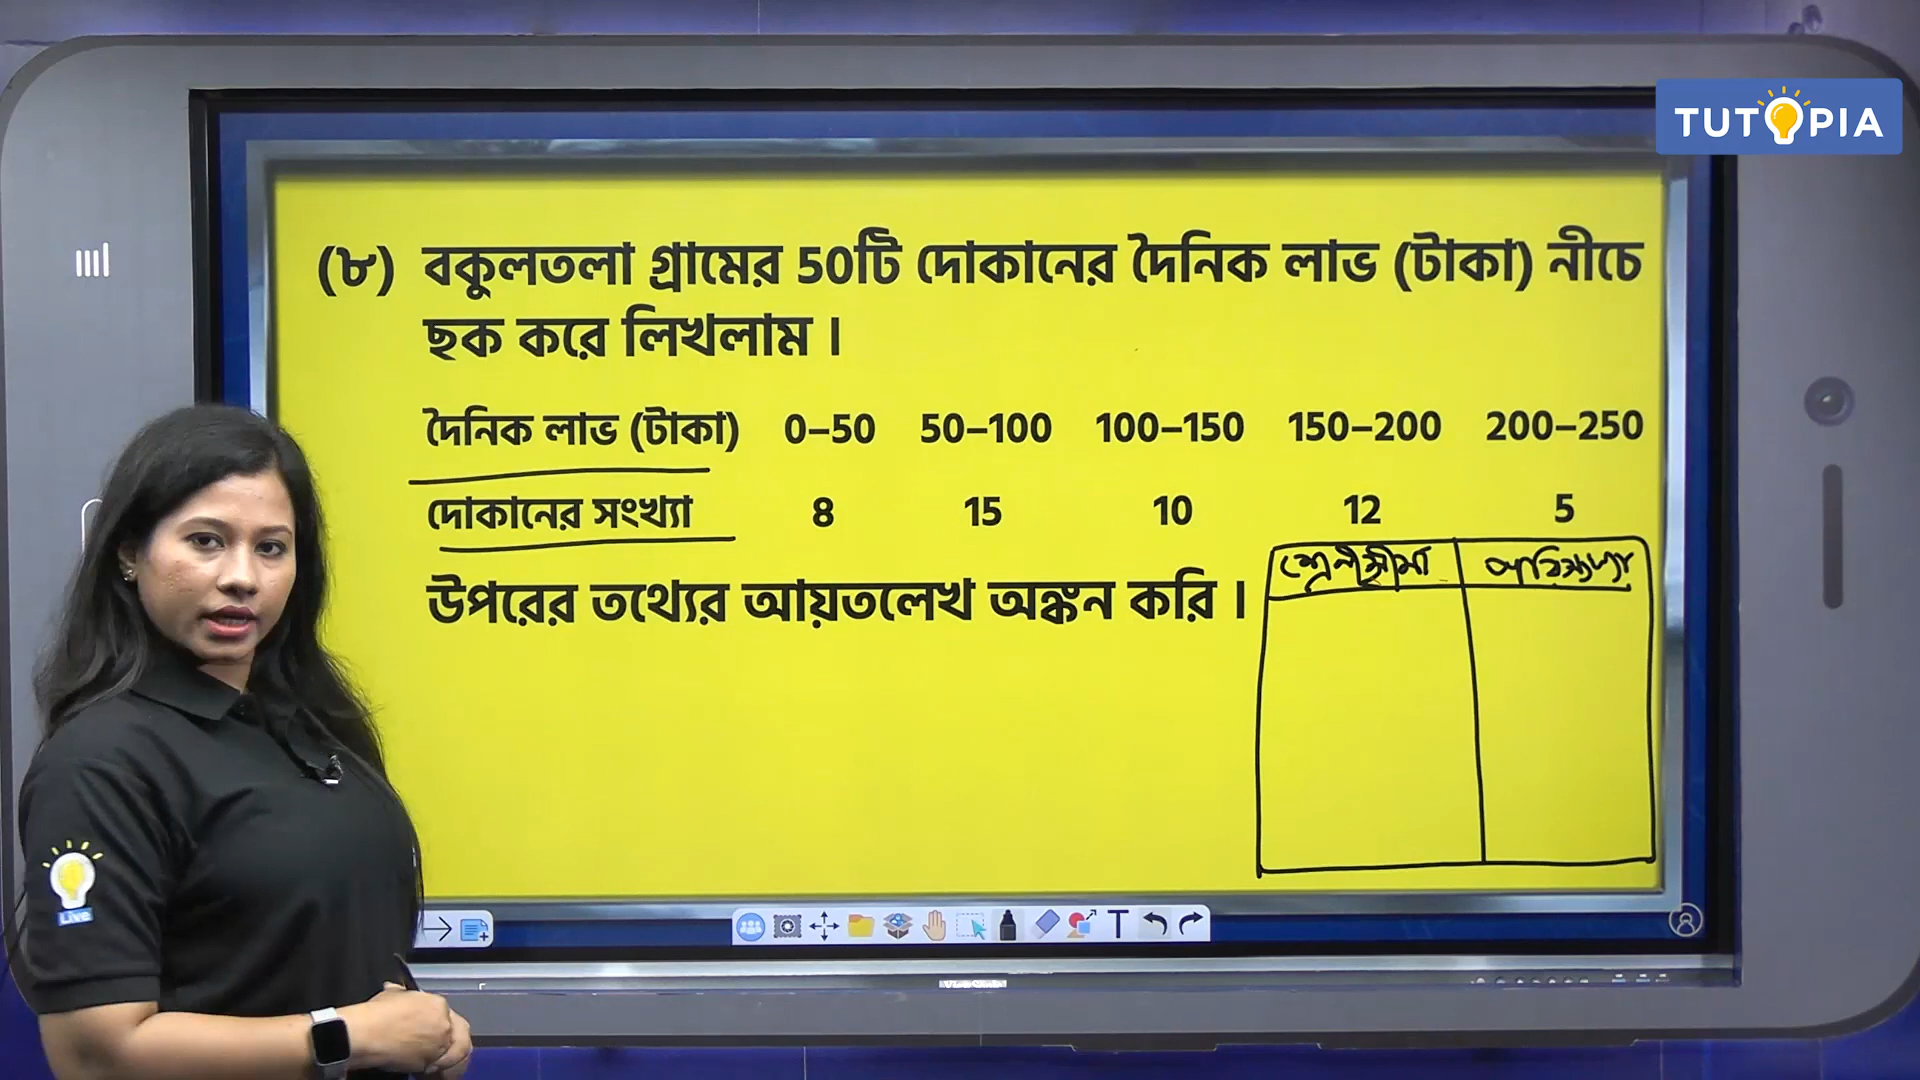 TUTOPIA
(৮) বকুলতলা গ্রামের 50টি দোকানের দৈনিক লাভ (টাকা) নীচে
ছক করে লিখলাম ।
দৈনিক লাভ (টাকা) 0–50 50–100 100–150 150–200 200–250
দোকানের সংখ্যা 8 15 10 12 5
শ্রেণীসীমা পরিসংখ্যা
উপরের তথ্যের আয়তলেখ অঙ্কন করি ।
Live